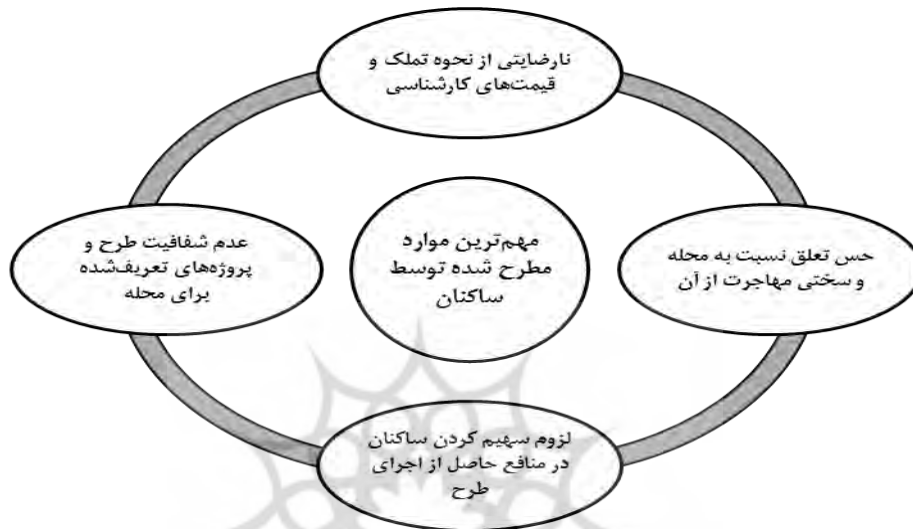 نارضایتی از نحوه تملک و
قیمت‌های کارشناسی
حس تعلق نسبت به محله
و سختی مهاجرت از آن
مهم‌ترین موارد
مطرح شده توسط
ساکنان
عدم شفافیت طرح و
پروژه‌های تعریف‌شده
برای محله
لزوم سهیم کردن ساکنان
در منافع حاصل از اجرای
طرح